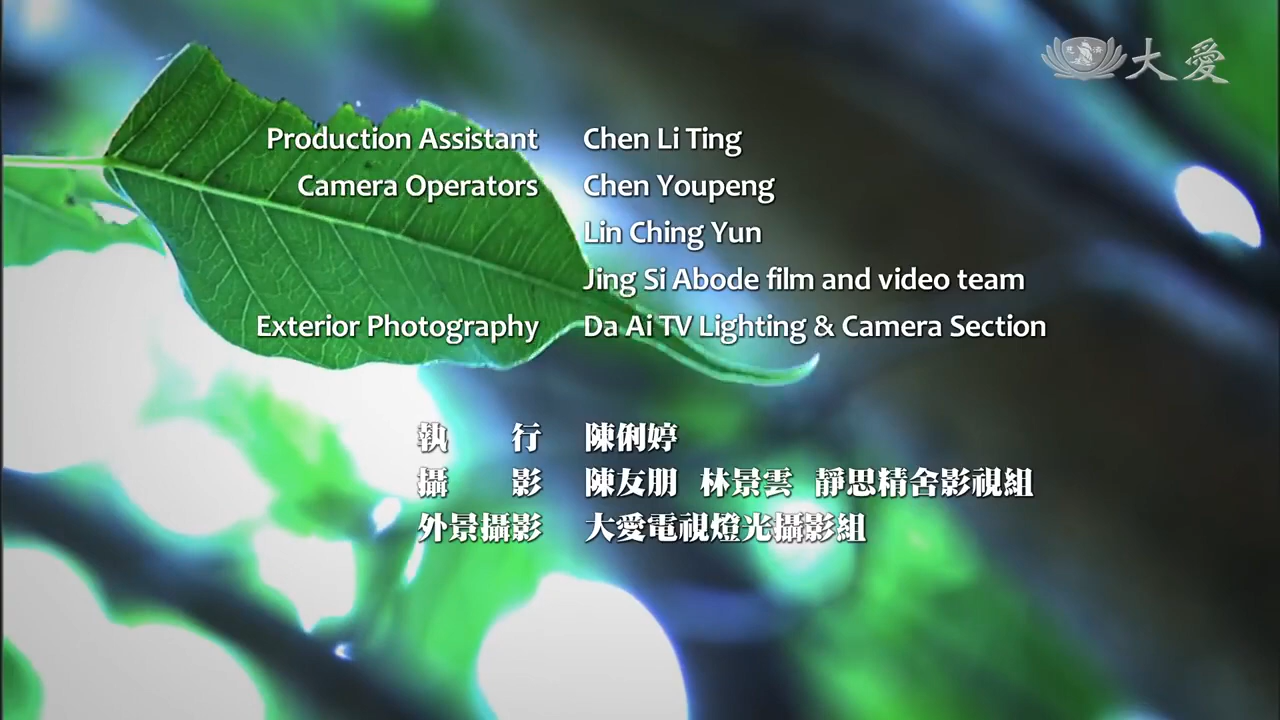 大愛
Production Assistant Chen Li Ting
Camera Operators Chen Youpeng
Lin Ching Yun
Jing Si Abode film and video team
Exterior Photography Da Ai TV Lighting & Camera Section
執 行 陳俐婷
攝 影 陳友朋 林景雲 靜思精舍影視組
外景攝影 大愛電視燈光攝影組